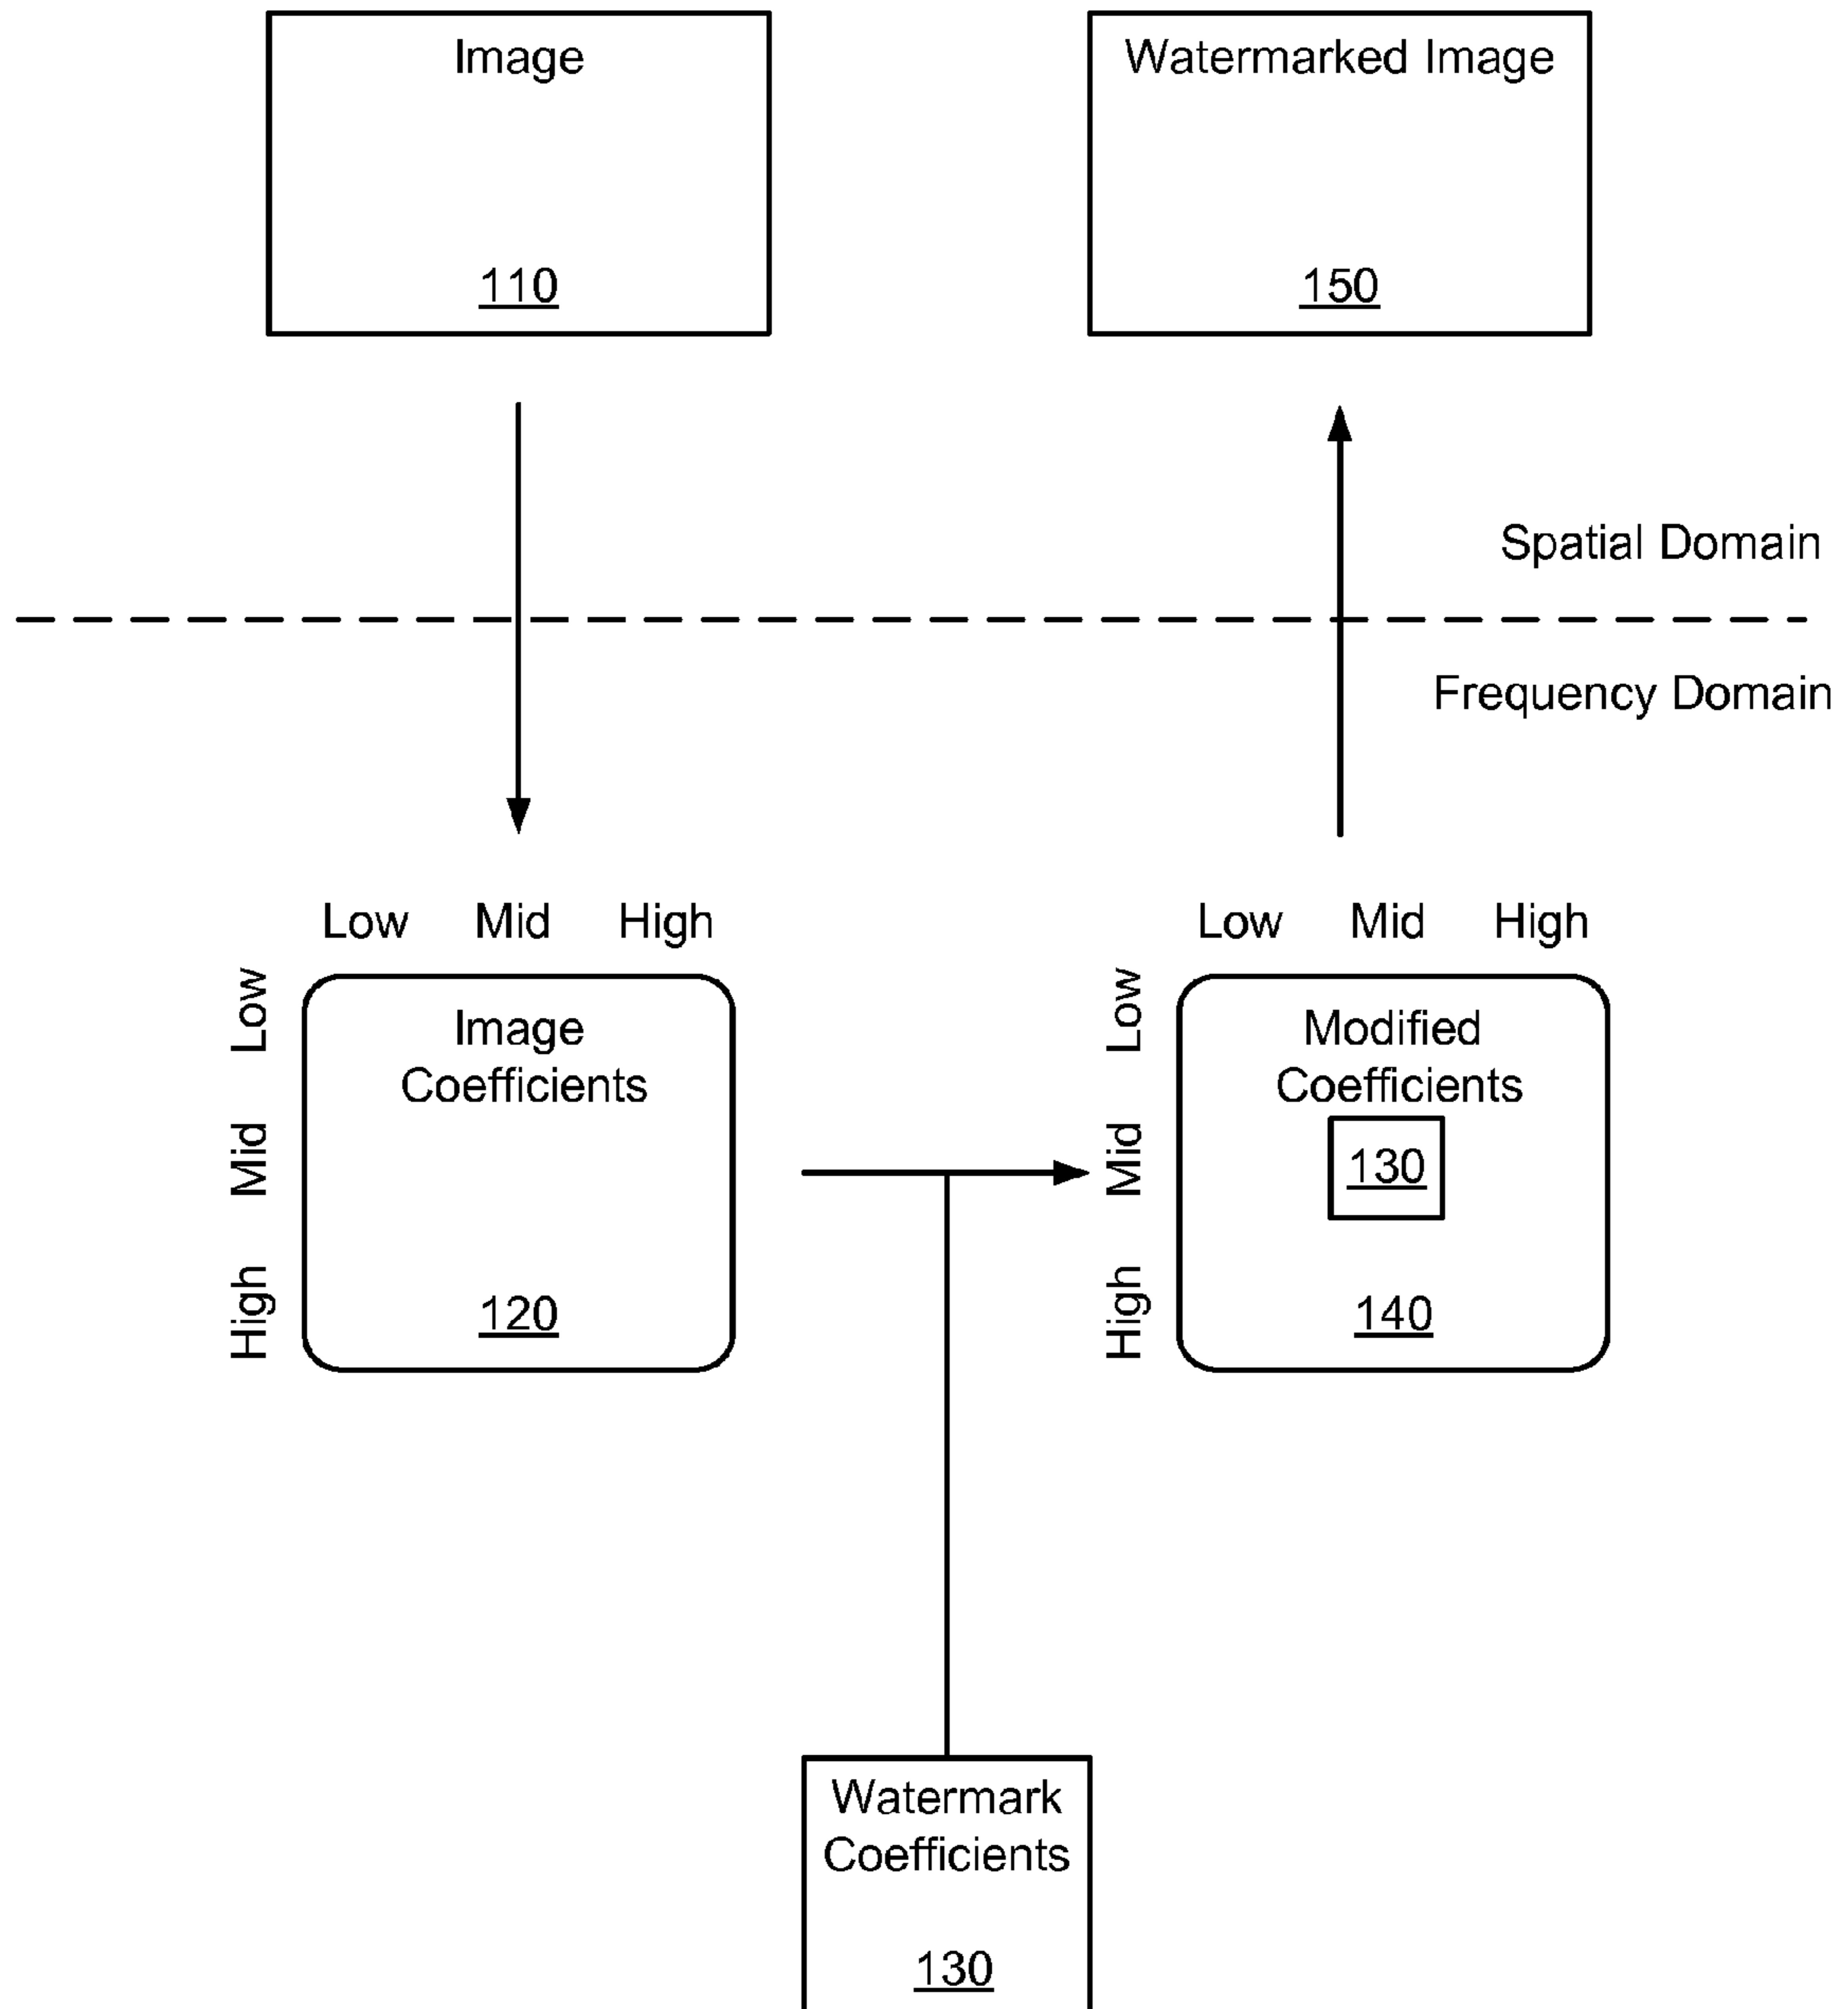 Image
110
Watermarked Image
150
Spatial Domain
Frequency Domain
Low Mid High
Low
Mid
High
Image
Coefficients
120
Low Mid High
Low
Mid
High
Modified
Coefficients
130
140
Watermark
Coefficients
130